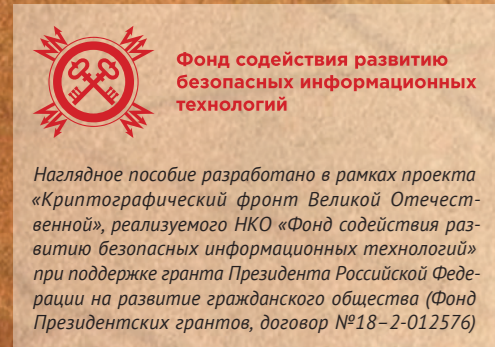 Фонд содействия развитию
безопасных информационных
технологий
Наглядное пособие разработано в рамках проекта
«Криптографический фронт Великой Отечест-
венной», реализуемого НКО «Фонд содействия раз-
витию безопасных информационных технологий»
при поддержке гранта Президента Российской Феде-
рации на развитие гражданского общества (Фонд
Президентских грантов, договор №18–2-012576)